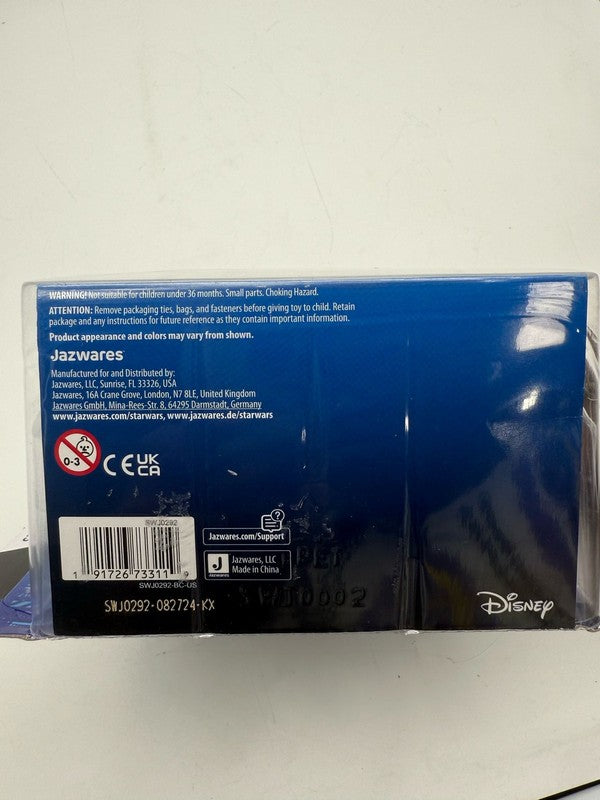 WARNING! Not suitable for children under 36 months. Small parts. Choking Hazard.
ATTENTION: Remove packaging ties, bags, and fasteners before giving toy to child. Retain
package and any instructions for future reference as they contain important information.
Product appearance and colors may vary from shown.
Jazwares
Manufactured for and Distributed by:
Jazwares, LLC, Sunrise, FL 33326, USA
Jazwares, 16A Crane Grove, London, N7 8LE, United Kingdom
Jazwares GmbH, Mina-Rees-Str. 8, 64295 Darmstadt, Germany
www.jazwares.com/starwars, www.jazwares.de/starwars
0-3
CE UK
CA
SWJ0292
1 91726 73311 9
SWJ0292-BC-US
SWJ0292-082724-KX
Jazwares.com/Support
J
Jazwares
Jazwares, LLC
Made in China
PET
SWJ0002
Disney